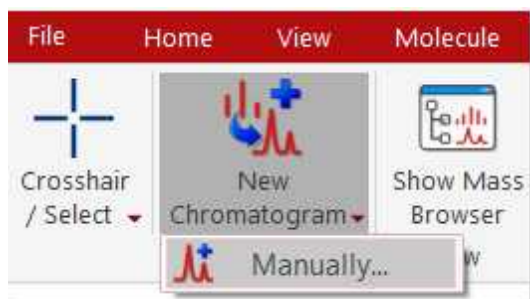 File Home View Molecule
Crosshair
/ Select
New
Chromatogram
Show Mass
Browser
Manually...